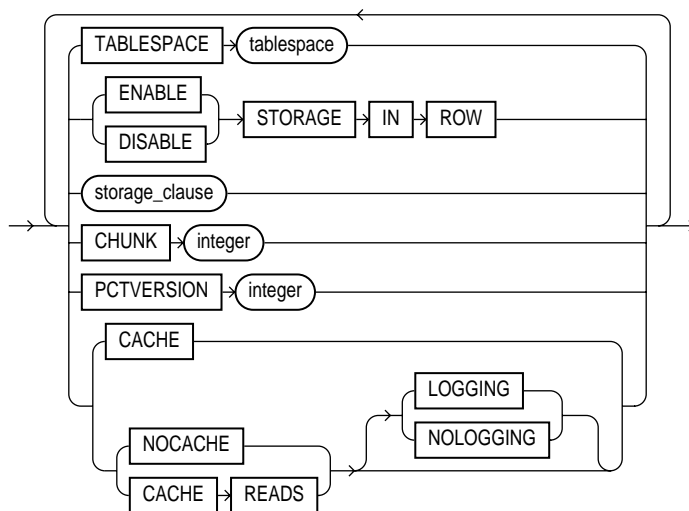 TABLESPACE tablespace
ENABLE
DISABLE
STORAGE IN ROW
storage_clause
CHUNK integer
PCTVERSION integer
CACHE
NOCACHE
CACHE READS
LOGGING
NOLOGGING